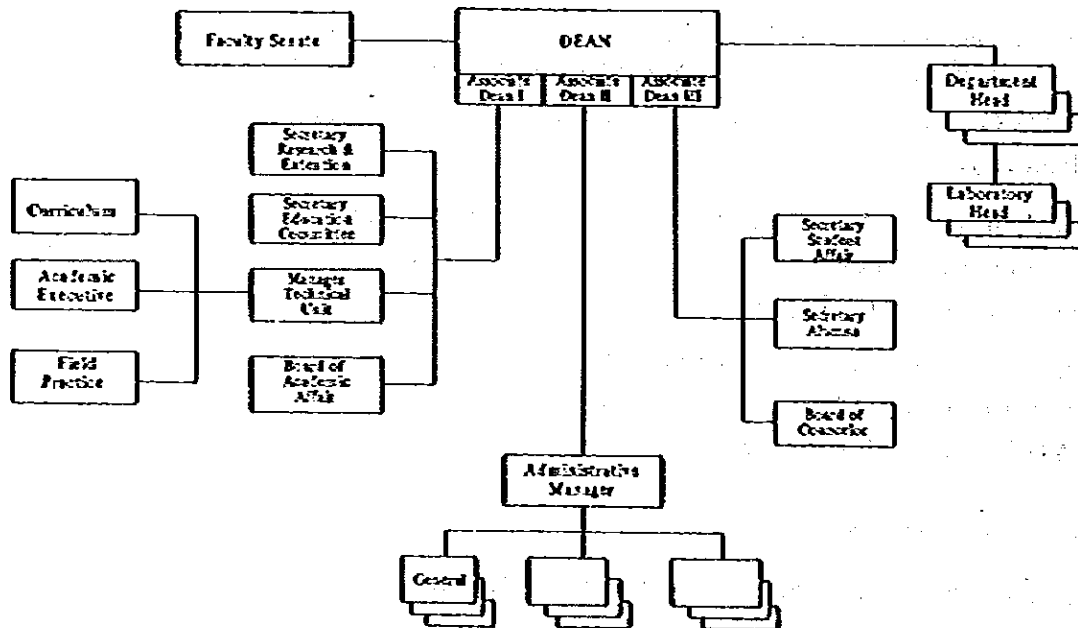 Faculty Senate
DEAN
Associate
Dean I
Associate
Dean II
Associate
Dean III
Department
Head
Secretary
Research &
Extention
Laboratory
Head
Curriculum
Secretary
Education
Committee
Secretary
Student
Affair
Academic
Executive
Manager
Technical
Unit
Secretary
Alumni
Field
Practice
Board of
Academic
Affair
Board of
Administrative
Manager
General